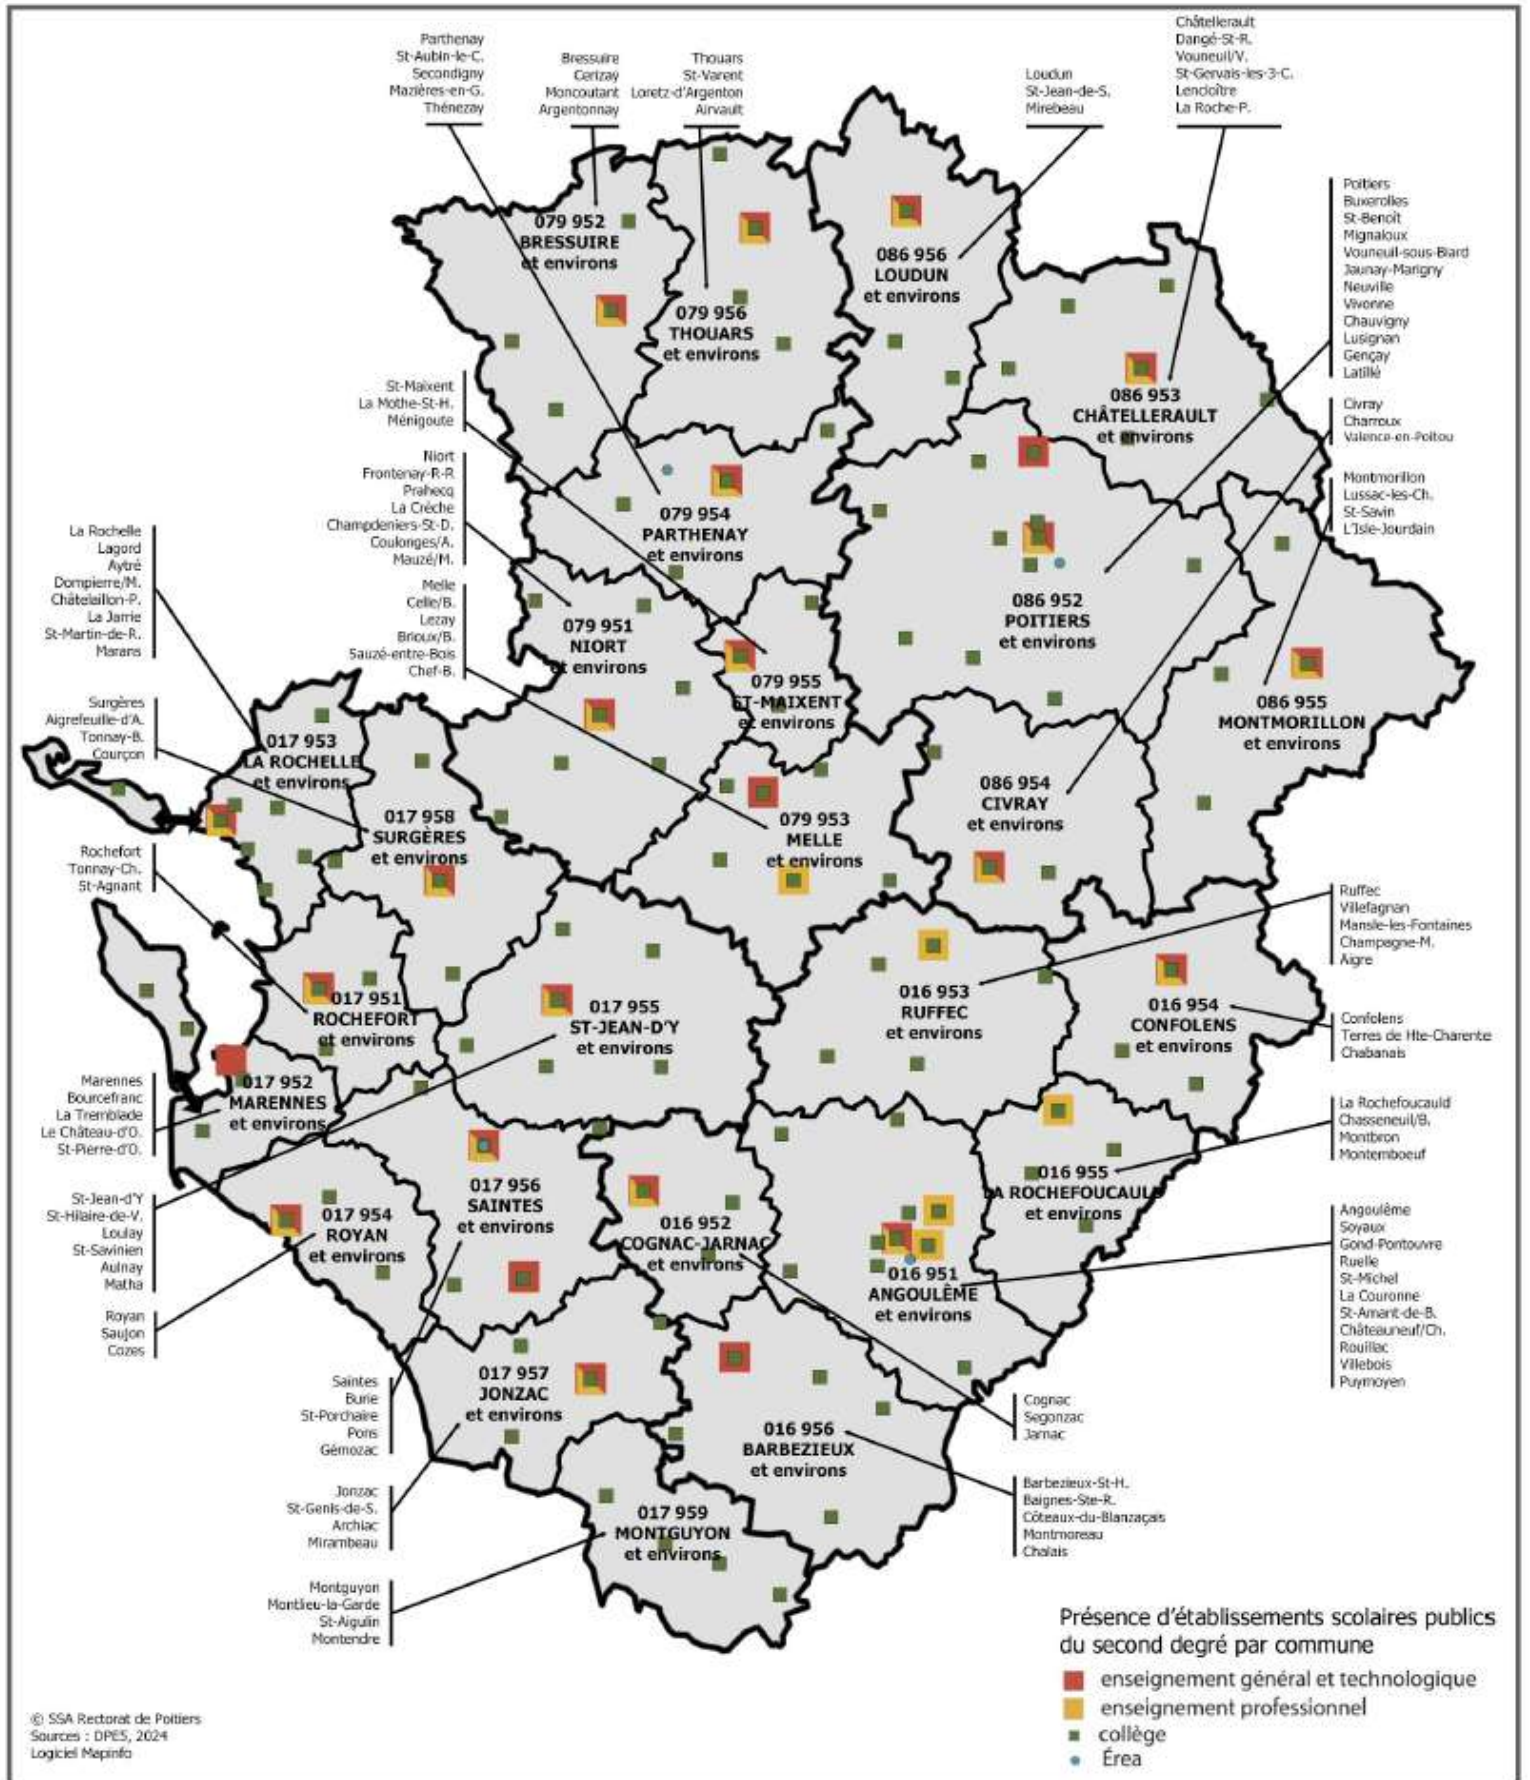 Parthenay
St-Aubin-le-C.
Secondigny
Mazières-en-G.
Thénezay
Bressuire
Cerizay
Moncoutant
Argentonnay
Thouars
St-Varent
Loretz-d'Argenton
Airvault
Loudun
St-Jean-de-S.
Mirebeau
Châtellerault
Dangé-St-R.
Vouneuil/V.
St-Gervais-les-3-C.
Lencloître
La Roche-P.
Poitiers
Buxerolles
St-Benoît
Mignaloux
Vouneuil-sous-Biard
Jaunay-Marigny
Neuville
Vivonne
Chauvigny
Lusignan
Gençay
Latillé
Civray
Charroux
Valence-en-Poitou
Montmorillon
Lussac-les-Ch.
St-Savin
L'Isle-Jourdain
St-Maixent
La Mothe-St-H.
Ménigoute
Niort
Frontenay-R-R
Prahecq
La Crèche
Champdeniers-St-D.
Coulonges/A.
Mauzé/M.
Melle
Celle/B.
Lezay
Brioux/B.
Sauzé-entre-Bois
Chef-B.
La Rochelle
Lagord
Aytré
Dompierre/M.
Châtelaillon-P.
La Jarrie
St-Martin-de-R.
Marans
Surgères
Aigrefeuille-d'A.
Tonnay-B.
Courçon
Rochefort
Tonnay-Ch.
St-Agnant
Marennes
Bourcefranc
La Tremblade
Le Château-d'O.
St-Pierre-d'O.
St-Jean-d'Y
St-Hilaire-de-V.
Loulay
St-Savinien
Aulnay
Matha
Royan
Saujon
Cozes
Saintes
Burie
St-Porchaire
Pons
Gémozac
Jonzac
St-Genis-de-S.
Archiac
Mirambeau
Montguyon
Montlieu-la-Garde
St-Aigulin
Montendre
Ruffec
Villefagnan
Mansle-les-Fontaines
Champagne-M.
Aigre
Confolens
Terres de Hte-Charente
Chabanais
La Rochefoucauld
Chasseneuil/B.
Montbron
Montemboeuf
Angoulême
Soyaux
Gond-Pontouvre
Ruelle
St-Michel
La Couronne
St-Amant-de-B.
Châteauneuf/Ch.
Rouillac
Villebois
Puymoyen
Cognac
Segonzac
Jarnac
Barbezieux-St-H.
Baignes-Ste-R.
Côteaux-du-Blanzaçais
Montmoreau
Chalais
079 952
BRESSUIRE
et environs
079 956
THOUARS
et environs
086 956
LOUDUN
et environs
086 953
CHÂTELLERAULT
et environs
079 954
PARTHENAY
et environs
086 952
POITIERS
et environs
079 951
NIORT
et environs
079 955
ST-MAIXENT
et environs
086 955
MONTMORILLON
et environs
017 953
LA ROCHELLE
et environs
017 958
SURGÈRES
et environs
079 953
MELLE
et environs
086 954
CIVRAY
et environs
017 951
ROCHEFORT
et environs
017 955
ST-JEAN-D'Y
et environs
016 953
RUFFEC
et environs
016 954
CONFOLENS
et environs
017 952
MARENNES
et environs
017 956
SAINTES
et environs
017 954
ROYAN
et environs
016 952
COGNAC-JARNAC
et environs
016 955
LA ROCHEFOUCAULD
et environs
016 951
ANGOULÊME
et environs
017 957
JONZAC
et environs
016 956
BARBEZIEUX
et environs
017 959
MONTGUYON
et environs
Présence d'établissements scolaires publics
du second degré par commune
enseignement général et technologique
enseignement professionnel
collège
Érea
© SSA Rectorat de Poitiers
Sources : DPES, 2024
Logiciel Mapinfo